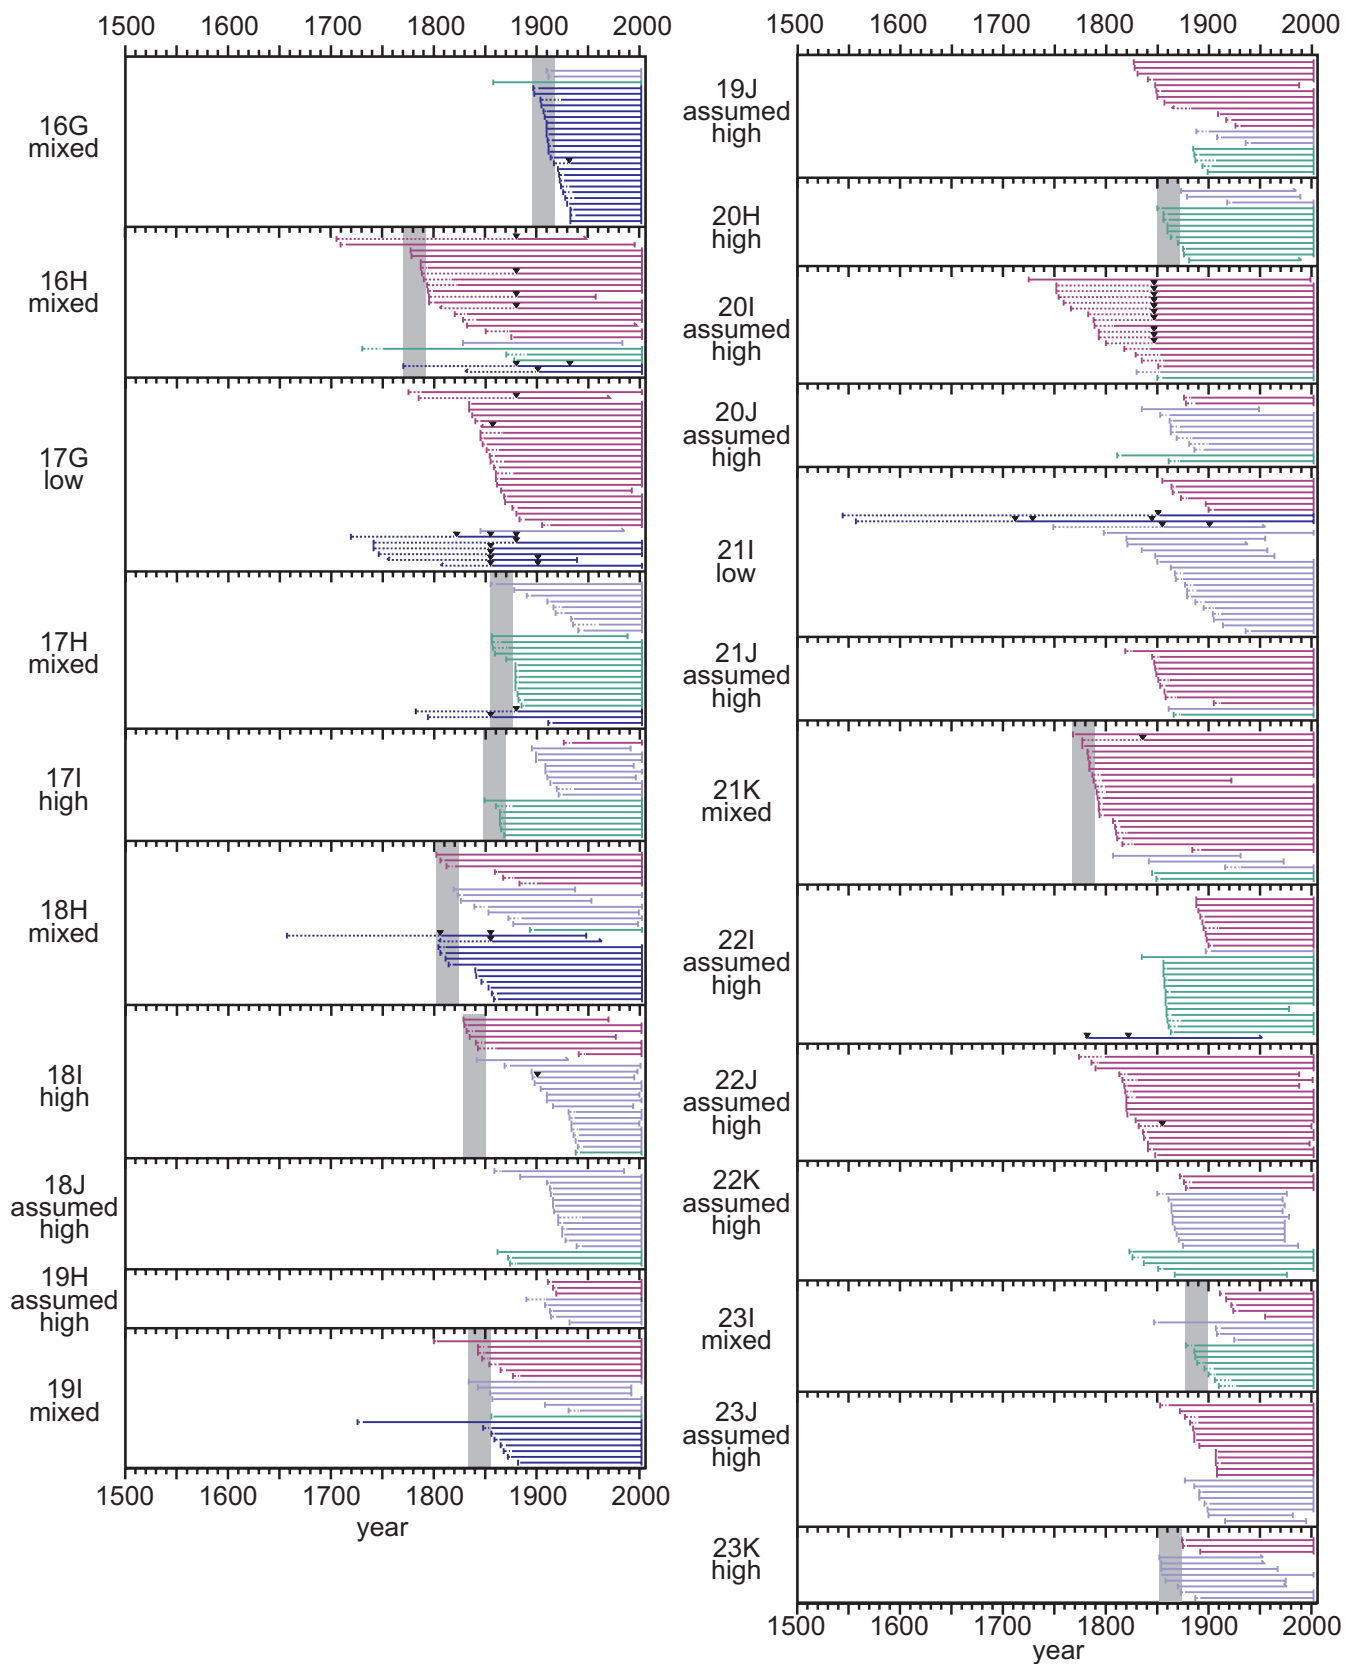 1500 1600 1700 1800 1900 2000
16G
mixed
16H
mixed
17G
low
17H
mixed
17I
high
18H
mixed
18I
high
18J
assumed
high
19H
assumed
high
19I
mixed
1500 1600 1700 1800 1900 2000
year
1500 1600 1700 1800 1900 2000
19J
assumed
high
20H
high
20I
assumed
high
20J
assumed
high
21I
low
21J
assumed
high
21K
mixed
22I
assumed
high
22J
assumed
high
22K
assumed
high
23I
mixed
23J
assumed
high
23K
high
1500 1600 1700 1800 1900 2000
year